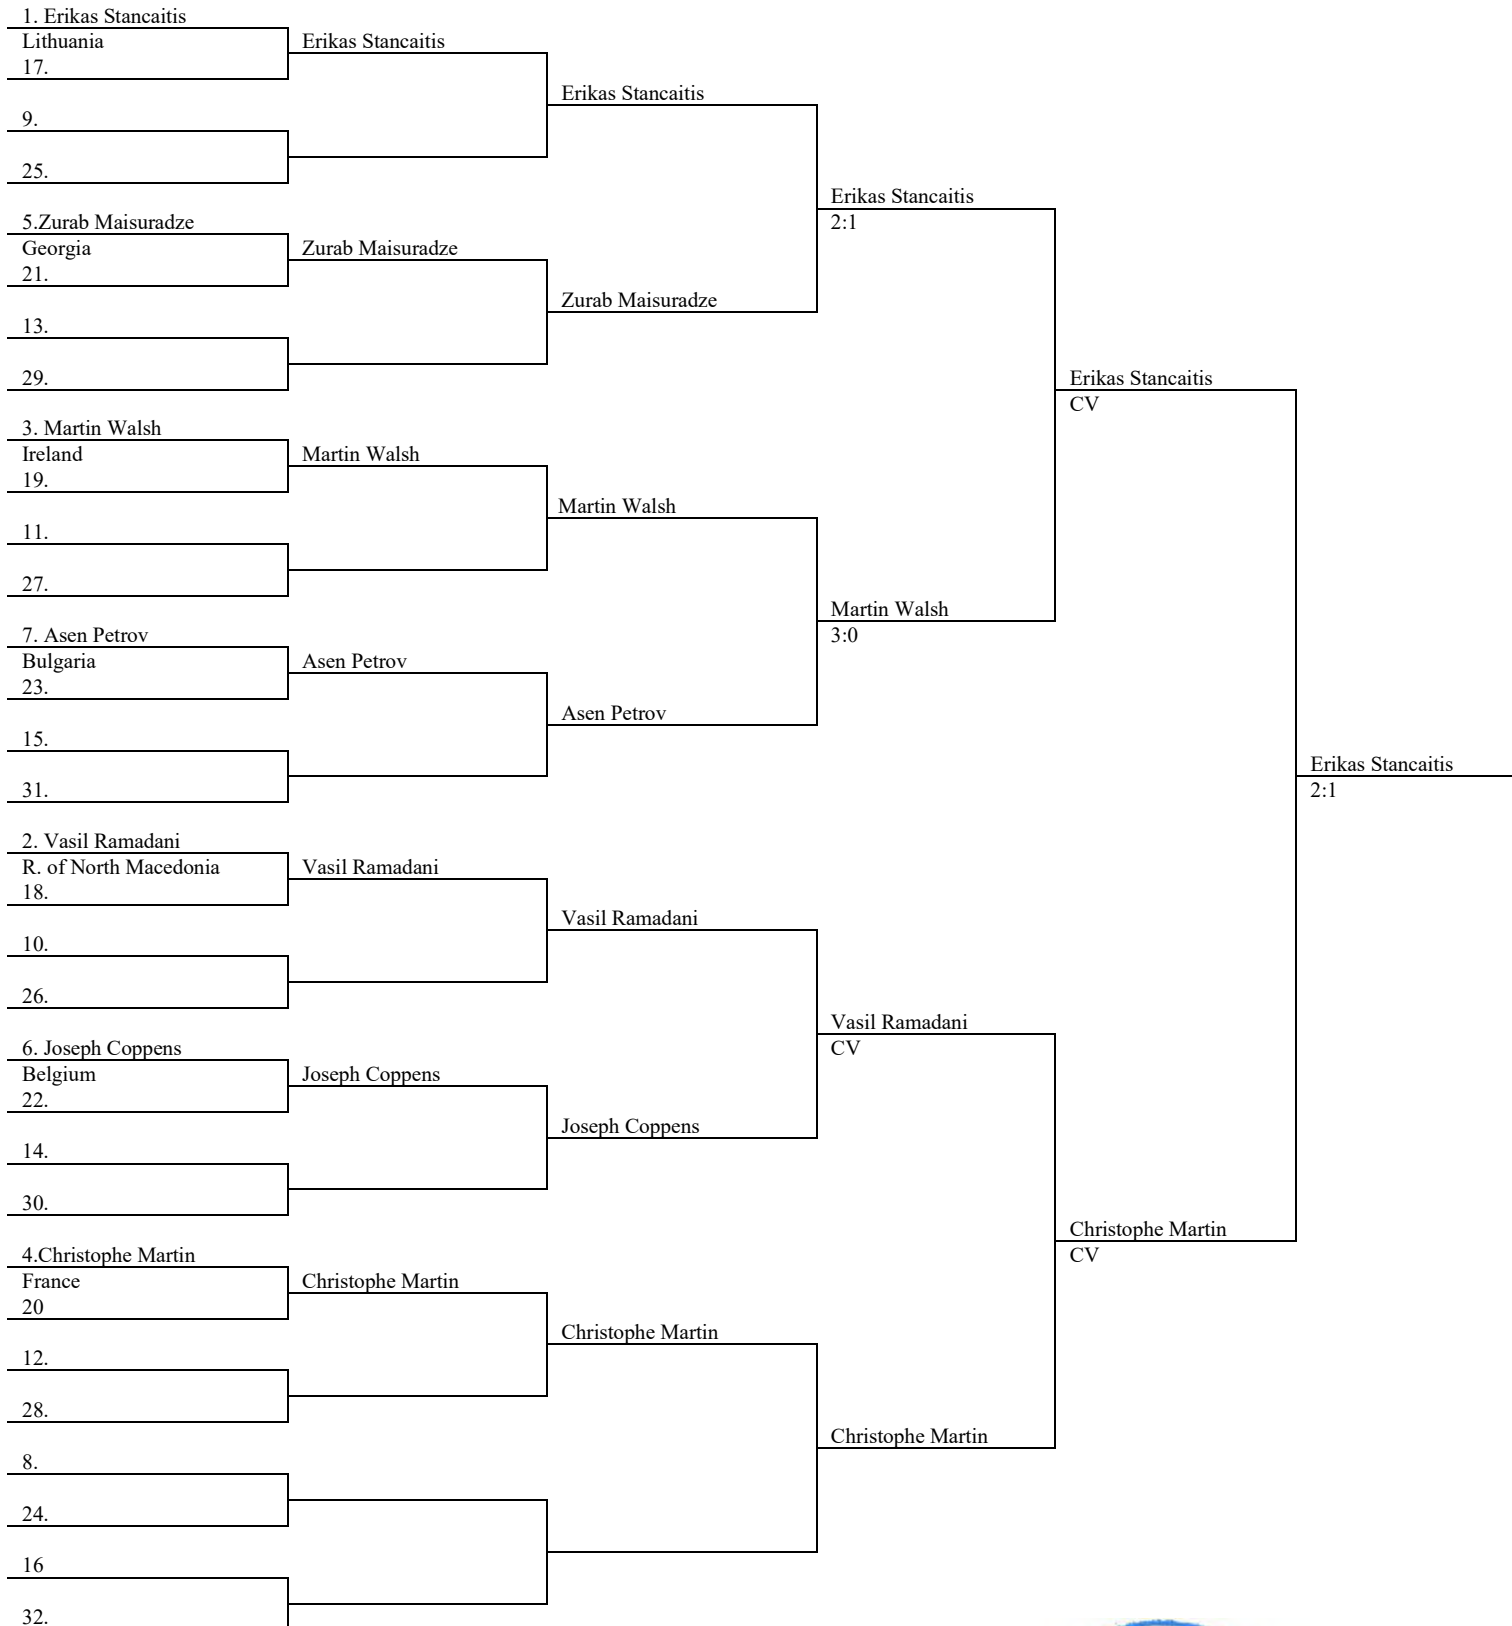 1. Erikas Stancaitis
Lithuania
17.
9.
25.
5.Zurab Maisuradze
Georgia
21.
13.
29.
3. Martin Walsh
Ireland
19.
11.
27.
7. Asen Petrov
Bulgaria
23.
15.
31.
2. Vasil Ramadani
R. of North Macedonia
18.
10.
26.
6. Joseph Coppens
Belgium
22.
14.
30.
4.Christophe Martin
France
20
12.
28.
8.
24.
16
32.
Erikas Stancaitis
Zurab Maisuradze
Martin Walsh
Asen Petrov
Vasil Ramadani
Joseph Coppens
Christophe Martin
Erikas Stancaitis
Zurab Maisuradze
Martin Walsh
Asen Petrov
Vasil Ramadani
Joseph Coppens
Christophe Martin
Erikas Stancaitis
2:1
Martin Walsh
3:0
Vasil Ramadani
CV
Christophe Martin
Erikas Stancaitis
CV
Christophe Martin
CV
Erikas Stancaitis
2:1